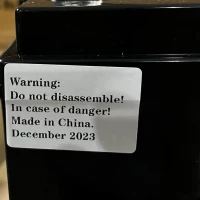 Warning:
Do not disassemble!
In case of danger!
Made in China.
December 2023